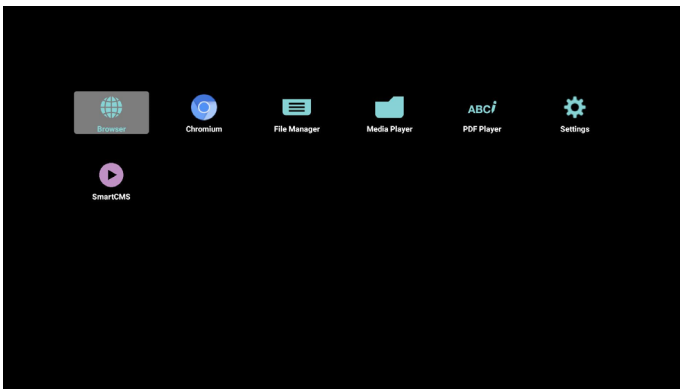 Browser
Chromium
File Manager
Media Player
ABCi
PDF Player
Settings
SmartCMS